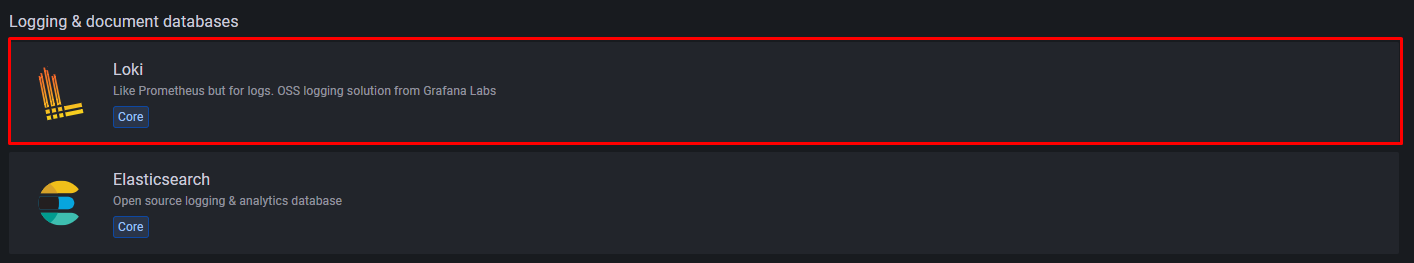 Logging & document databases
Loki
Like Prometheus but for logs. OSS logging solution from Grafana Labs
Core
Elasticsearch
Open source logging & analytics database
Core